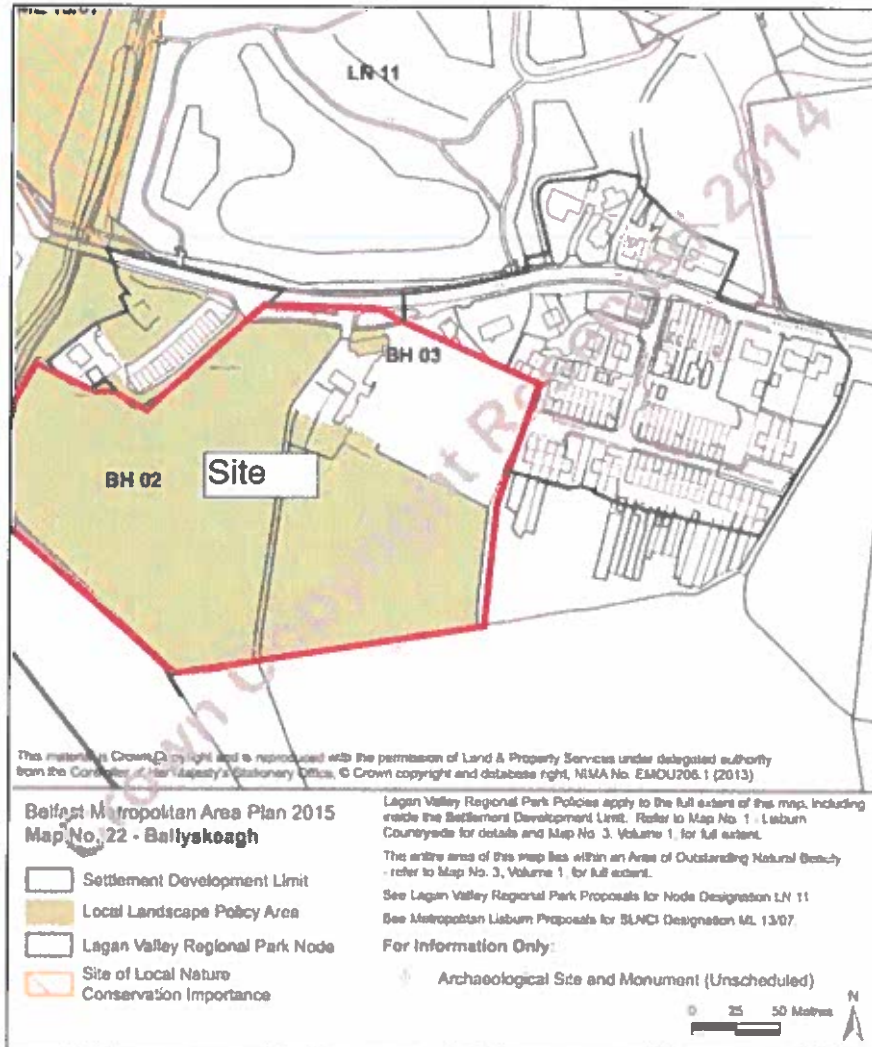 LR 11
BH 03
BH 02
Site
This material is Crown Copyright and is reproduced with the permission of Land & Property Services under delegated authority
from the Controller of Her Majesty's Stationery Office, © Crown copyright and database right, NIMA No. EMOU206.1 (2013)
Belfast Metropolitan Area Plan 2015
Map No. 22 - Ballyskeagh
Settlement Development Limit
Local Landscape Policy Area
Lagan Valley Regional Park Node
Site of Local Nature
Conservation Importance
Lagan Valley Regional Park Policies apply to the full extent of this map, including
inside the Settlement Development Limit. Refer to Map No. 1 - Lisburn
Countryside for details and Map No. 3, Volume 1, for full extent.
The entire area of this map lies within an Area of Outstanding Natural Beauty
- refer to Map No. 3, Volume 1, for full extent.
See Lagan Valley Regional Park Proposals for Node Designation LR 11
See Metropolitan Lisburn Proposals for SLNCI Designation ML 13/07.
For Information Only:
Archaeological Site and Monument (Unscheduled)
0 25 50 Metres
N
Crown Copyright 2014